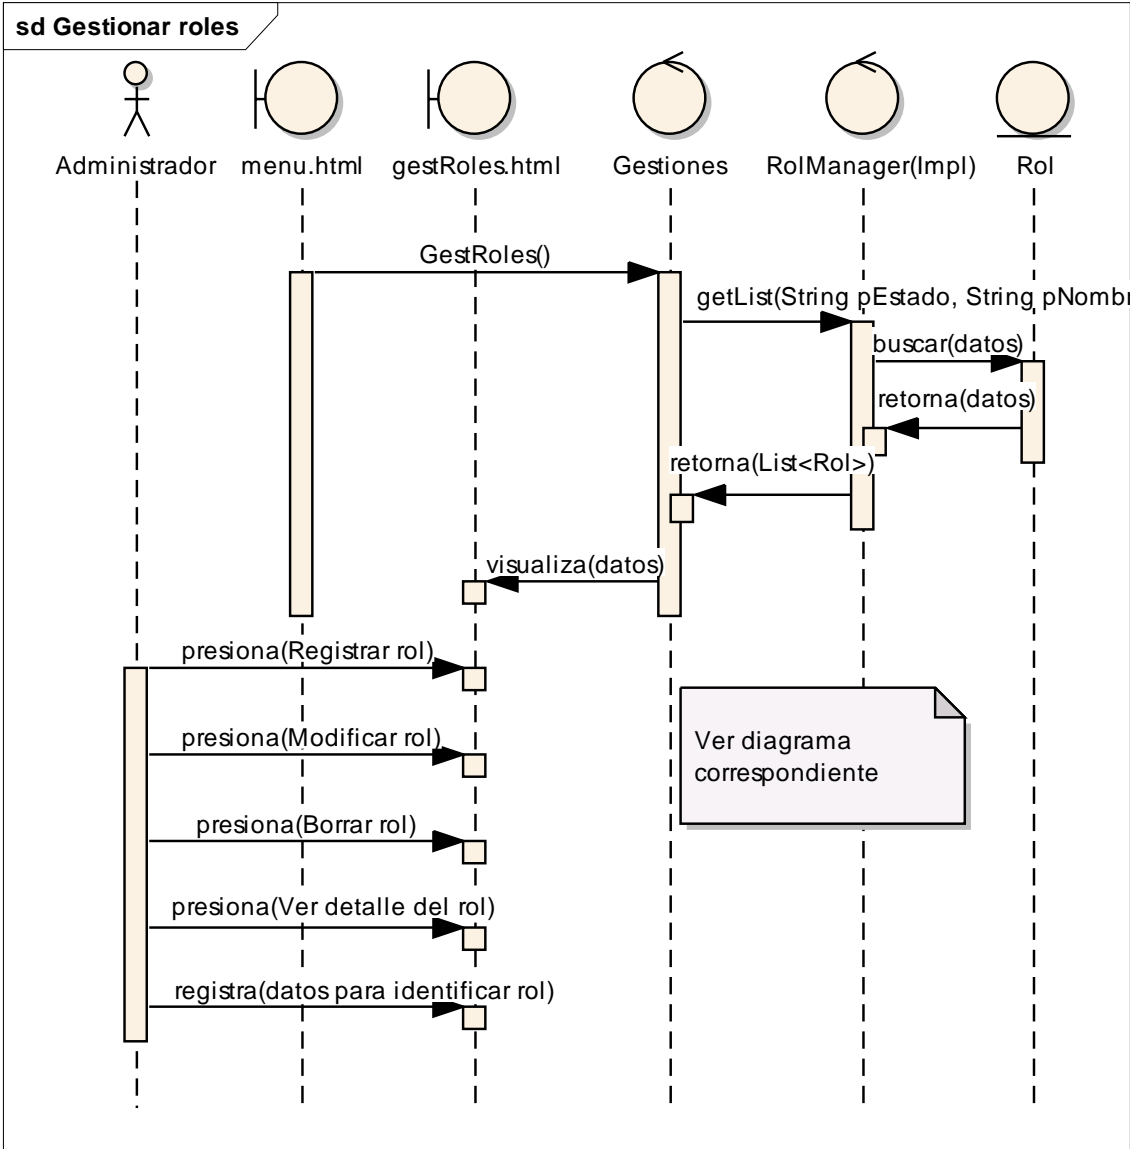 sd Gestionar roles
Administrador
menu.html
gestRoles.html
Gestiones
RolManager(Impl)
Rol
GestRoles()
getList(String pEstado, String pNombr
buscar(datos)
retorna(datos)
retorna(List<Rol>)
visualiza(datos)
presiona(Registrar rol)
presiona(Modificar rol)
Ver diagrama
correspondiente
presiona(Borrar rol)
presiona(Ver detalle del rol)
registra(datos para identificar rol)